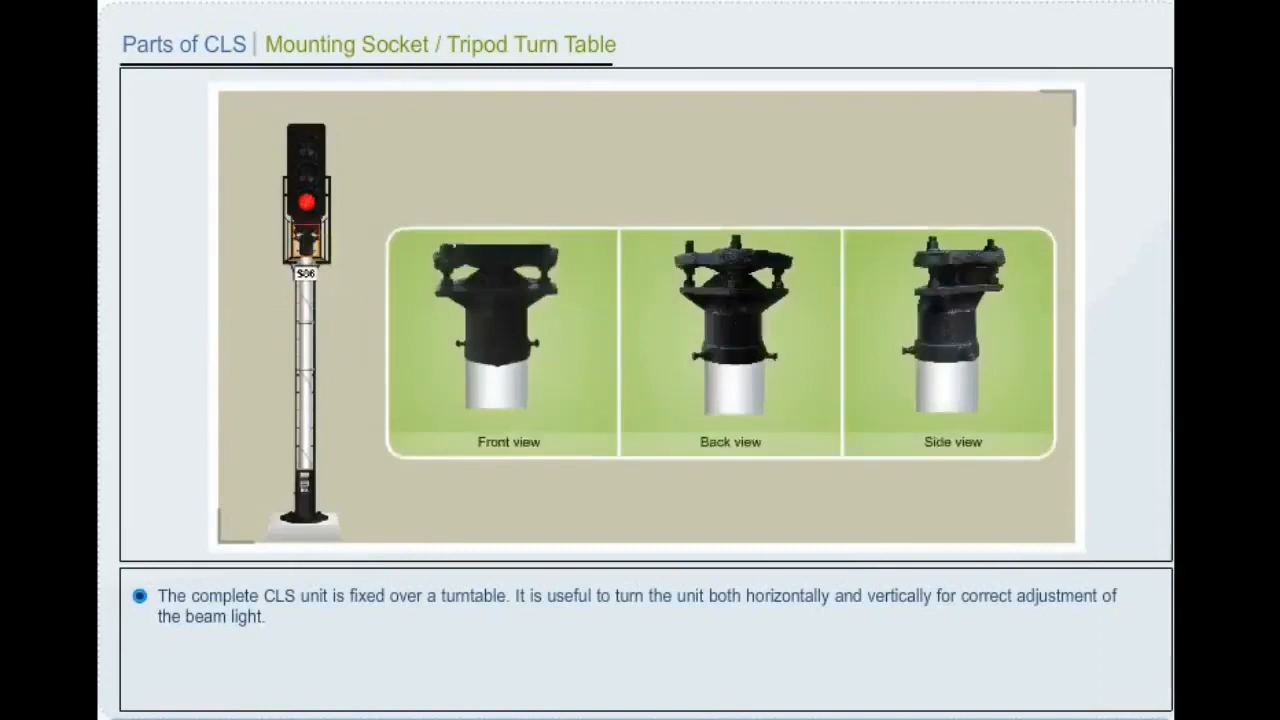 Parts of CLS | Mounting Socket / Tripod Turn Table
S06
Front view
Back view
Side view
The complete CLS unit is fixed over a turntable. It is useful to turn the unit both horizontally and vertically for correct adjustment of
the beam light.